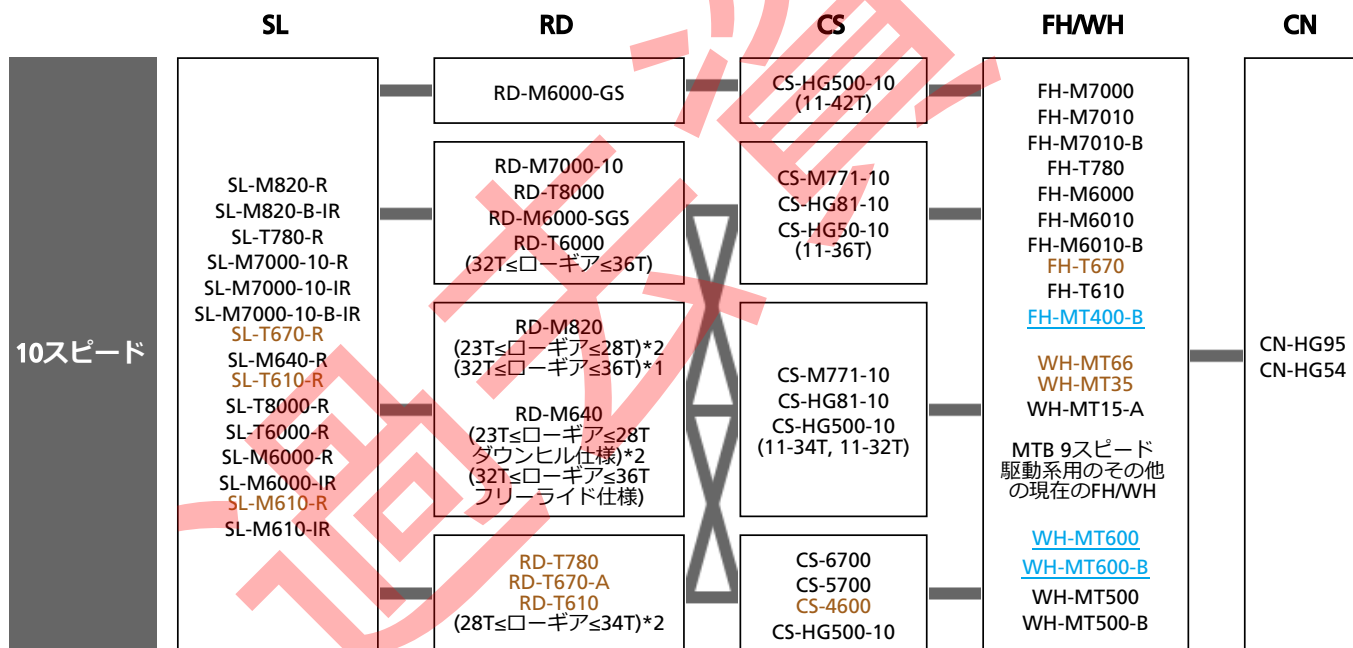 SL
RD
CS
FH/WH
CN
10スピード
SL-M820-R
SL-M820-B-IR
SL-T780-R
SL-M7000-10-R
SL-M7000-10-IR
SL-M7000-10-B-IR
SL-T670-R
SL-M640-R
SL-T610-R
SL-T8000-R
SL-T6000-R
SL-M6000-R
SL-M6000-IR
SL-M610-R
SL-M610-IR
RD-M6000-GS
RD-M7000-10
RD-T8000
RD-M6000-SGS
RD-T6000
(32T≤ローギア≤36T)
RD-M820
(23T≤ローギア≤28T)*2
(32T≤ローギア≤36T)*1
RD-M640
(23T≤ローギア≤28T
ダウンヒル仕様)*2
(32T≤ローギア≤36T
フリーライド仕様)
RD-T780
RD-T670-A
RD-T610
(28T≤ローギア≤34T)*2
CS-HG500-10
(11-42T)
CS-M771-10
CS-HG81-10
CS-HG50-10
(11-36T)
CS-M771-10
CS-HG81-10
CS-HG500-10
(11-34T, 11-32T)
CS-6700
CS-5700
CS-4600
CS-HG500-10
FH-M7000
FH-M7010
FH-M7010-B
FH-T780
FH-M6000
FH-M6010
FH-M6010-B
FH-T670
FH-T610
FH-MT400-B
WH-MT66
WH-MT35
WH-MT15-A
MTB 9スピード
駆動系用のその他
の現在のFH/WH
WH-MT600
WH-MT600-B
WH-MT500
WH-MT500-B
CN-HG95
CN-HG54